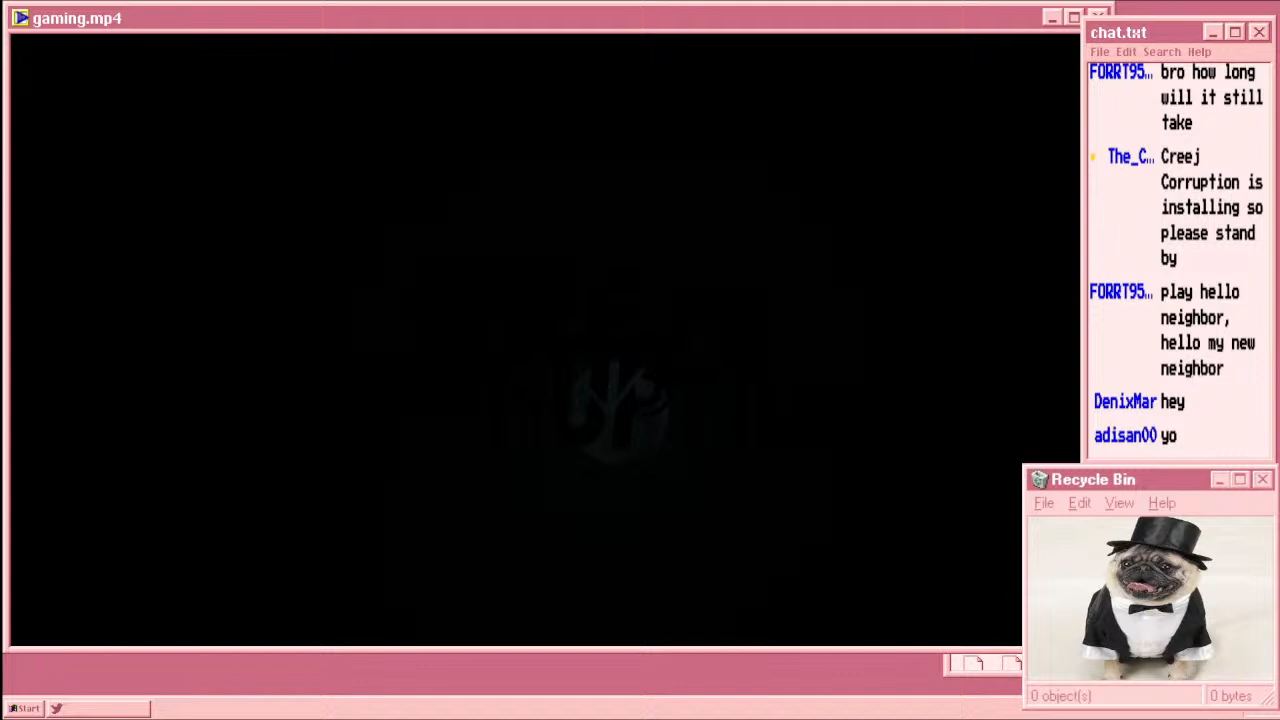 gaming.mp4
chat.txt
File Edit Search Help
FORRT95... bro how long
will it still
take
The_C... Creej
Corruption is
installing so
please stand
by
FORRT95... play hello
neighbor,
hello my new
neighbor
DenixMar hey
adisan00 yo
Recycle Bin
File Edit View Help
0 object(s) 0 bytes
Start